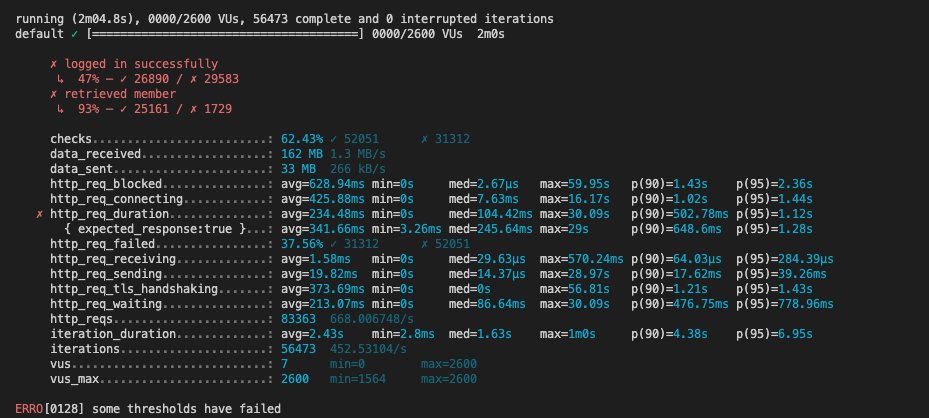 running (2m04.8s), 0000/2600 VUs, 56473 complete and 0 interrupted iterations
default ✓ [======================================] 0000/2600 VUs  2m0s
✗ logged in successfully
↳  47% — ✓ 26890 / ✗ 29583
✗ retrieved member
↳  93% — ✓ 25161 / ✗ 1729
checks.........................: 62.43% ✓ 52051      ✗ 31312
data_received..................: 162 MB 1.3 MB/s
data_sent......................: 33 MB  266 kB/s
http_req_blocked...............: avg=628.94ms min=0s     med=2.67µs   max=59.95s   p(90)=1.43s    p(95)=2.36s
http_req_connecting............: avg=425.88ms min=0s     med=7.63ms   max=16.17s   p(90)=1.02s    p(95)=1.44s
✗ http_req_duration..............: avg=234.48ms min=0s     med=104.42ms max=30.09s   p(90)=502.78ms p(95)=1.12s
{ expected_response:true }...: avg=341.66ms min=3.26ms med=245.64ms max=29s      p(90)=648.6ms  p(95)=1.28s
http_req_failed................: 37.56% ✓ 31312      ✗ 52051
http_req_receiving.............: avg=1.58ms   min=0s     med=29.63µs  max=570.24ms p(90)=64.03µs  p(95)=284.39µs
http_req_sending...............: avg=19.82ms  min=0s     med=14.37µs  max=28.97s   p(90)=17.62ms  p(95)=39.26ms
http_req_tls_handshaking.......: avg=373.69ms min=0s     med=0s       max=56.81s   p(90)=1.21s    p(95)=1.43s
http_req_waiting...............: avg=213.07ms min=0s     med=86.64ms  max=30.09s   p(90)=476.75ms p(95)=778.96ms
http_reqs......................: 83363  668.006748/s
iteration_duration.............: avg=2.43s    min=2.8ms  med=1.63s    max=1m0s     p(90)=4.38s    p(95)=6.95s
iterations.....................: 56473  452.53104/s
vus............................: 7      min=0        max=2600
vus_max........................: 2600   min=1564     max=2600
ERRO[0128] some thresholds have failed